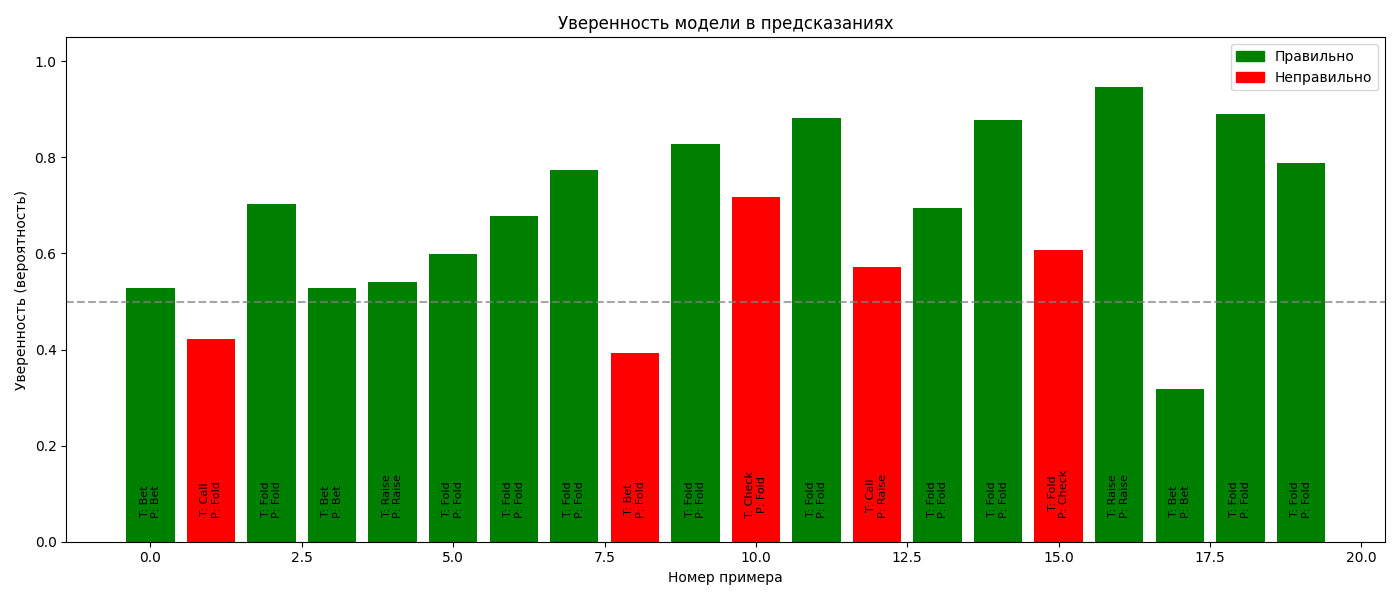 Уверенность модели в предсказаниях
Правильно
Неправильно
Уверенность (вероятность)
1.0
0.8
0.6
0.4
0.2
0.0
T: Bet
P: Bet
T: Call
P: Fold
T: Fold
P: Fold
T: Bet
P: Bet
T: Raise
P: Raise
T: Fold
P: Fold
T: Fold
P: Fold
T: Fold
P: Fold
T: Bet
P: Fold
T: Fold
P: Fold
T: Check
P: Fold
T: Fold
P: Fold
T: Call
P: Raise
T: Fold
P: Fold
T: Fold
P: Fold
T: Fold
P: Check
T: Raise
P: Raise
T: Bet
P: Bet
T: Fold
P: Fold
T: Fold
P: Fold
0.0 2.5 5.0 7.5 10.0 12.5 15.0 17.5 20.0
Номер примера